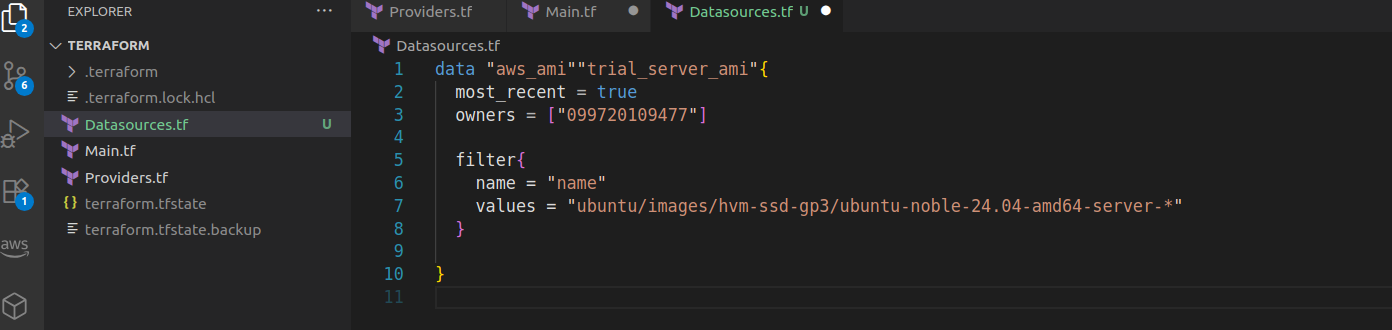 EXPLORER ···
TERRAFORM
.terraform
.terraform.lock.hcl
Datasources.tf U
Main.tf
Providers.tf
{} terraform.tfstate
terraform.tfstate.backup
2
6
1
aws
Providers.tf Main.tf Datasources.tf U
Datasources.tf
1 data "aws_ami""trial_server_ami"{
2 most_recent = true
3 owners = ["099720109477"]
4
5 filter{
6 name = "name"
7 values = "ubuntu/images/hvm-ssd-gp3/ubuntu-noble-24.04-amd64-server-*"
8 }
9
10 }
11